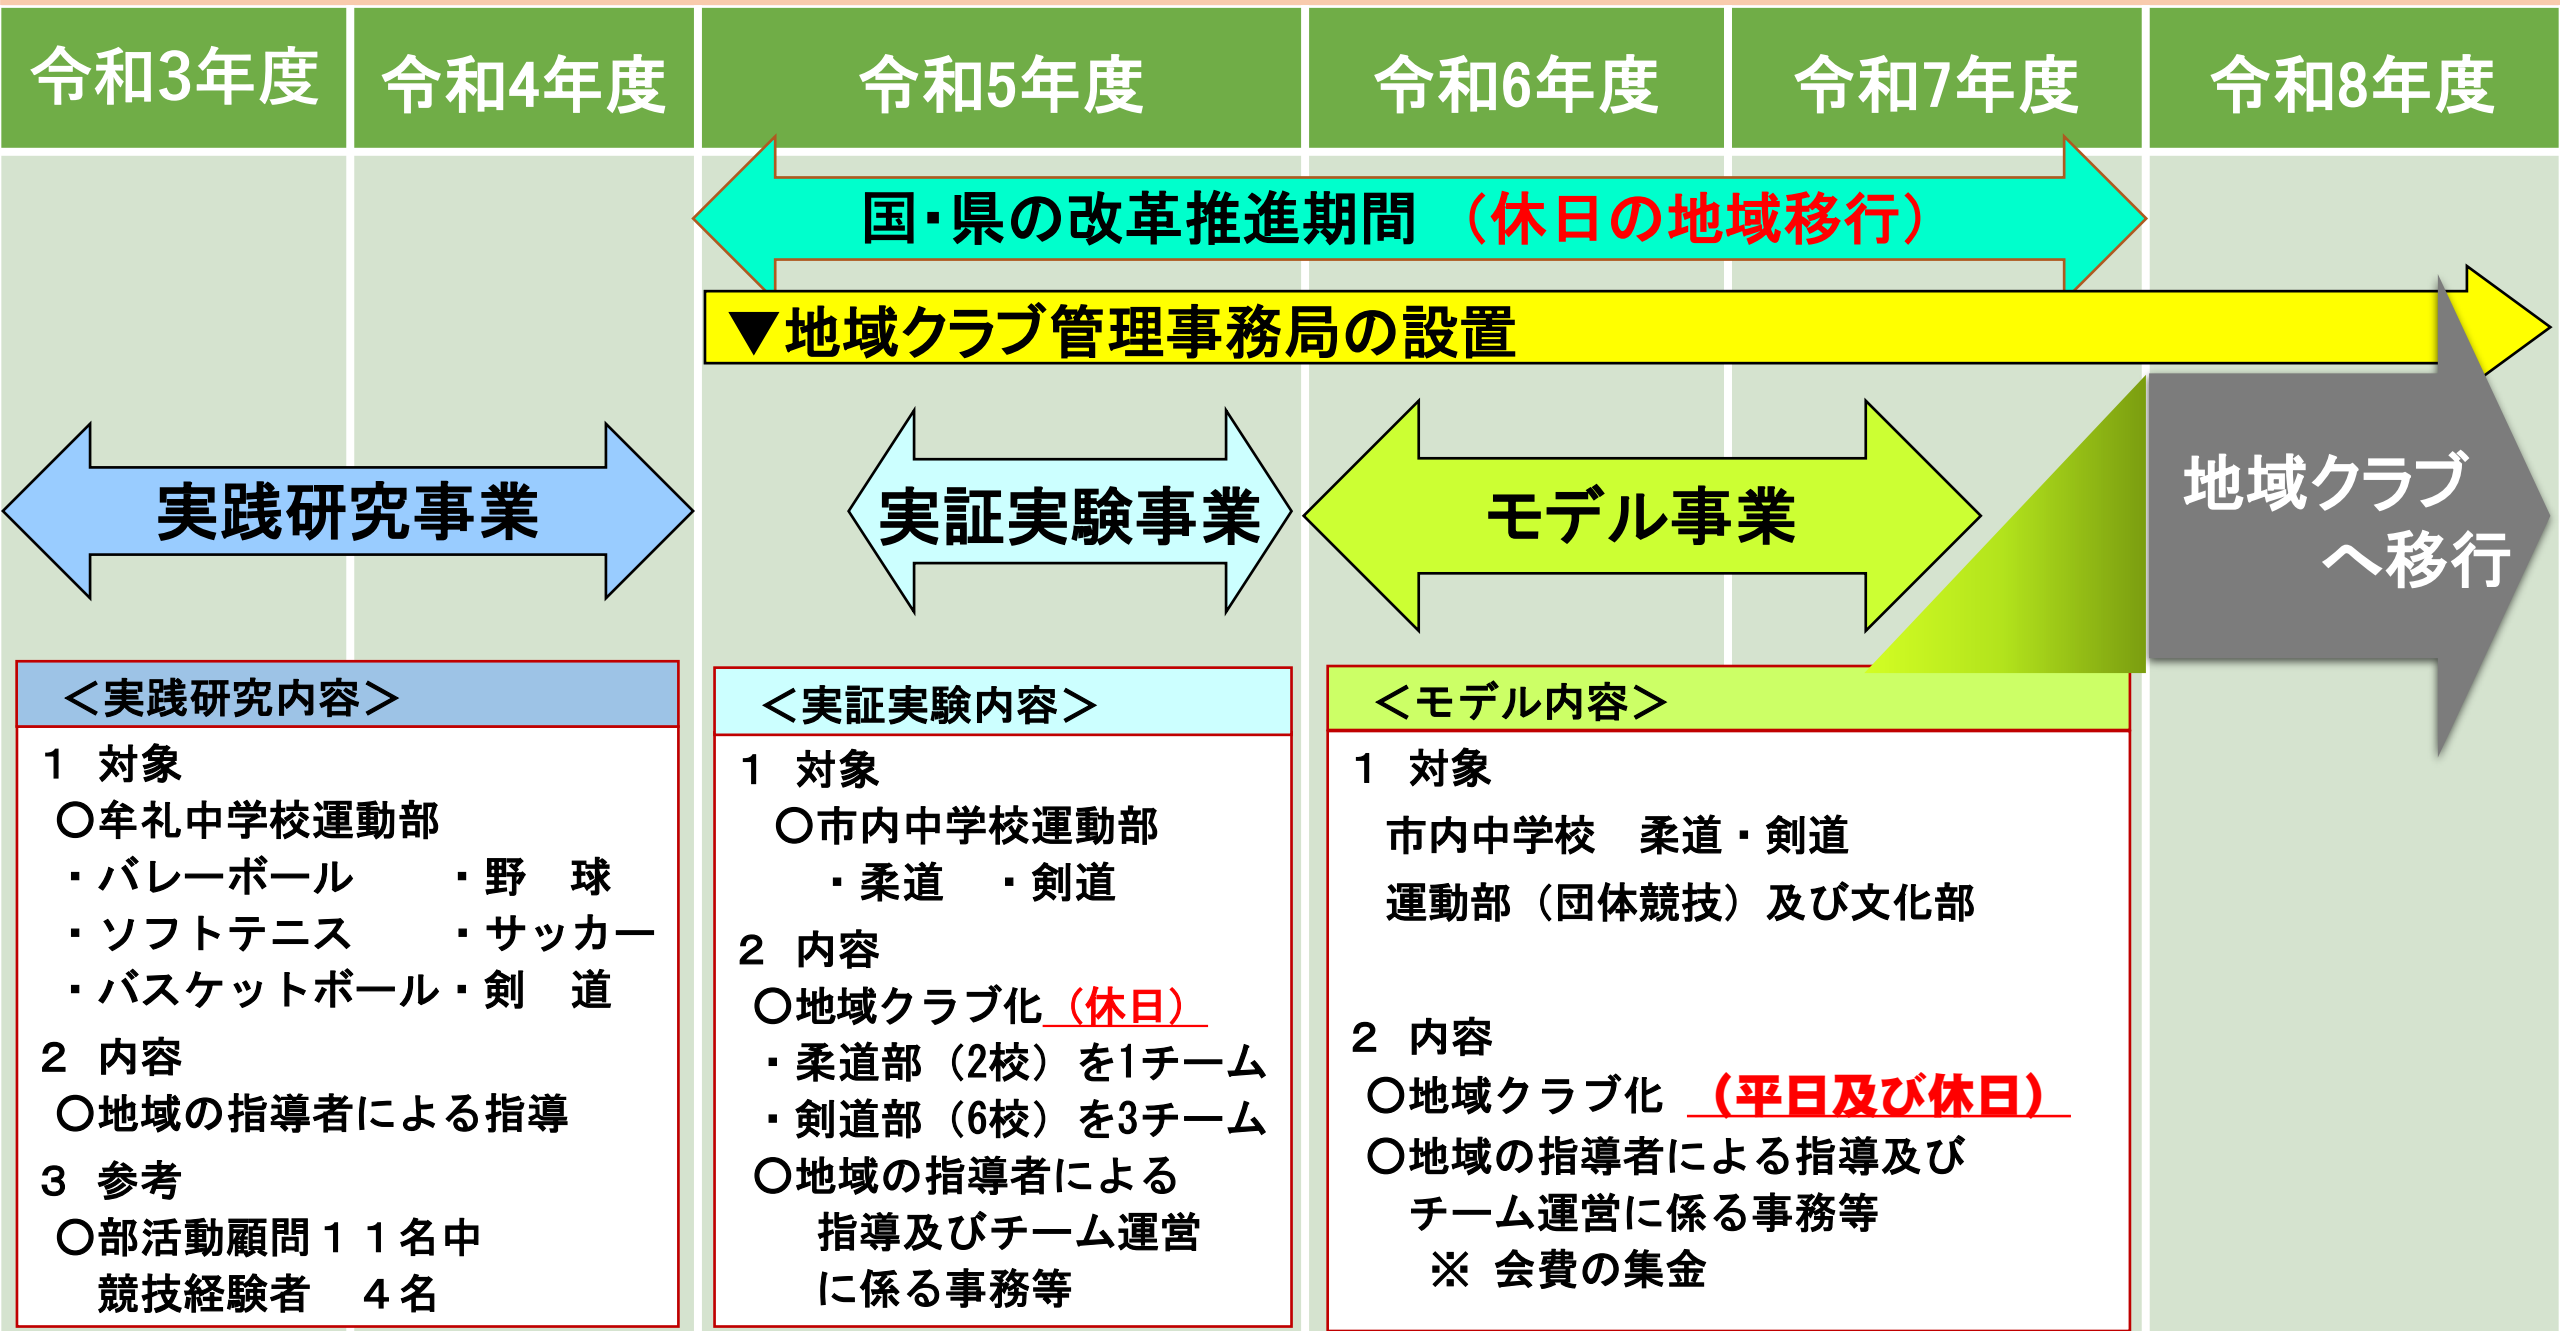 令和3年度 令和4年度 令和5年度 令和6年度 令和7年度 令和8年度
国・県の改革推進期間 （休日の地域移行）
▼地域クラブ管理事務局の設置
実践研究事業
実証実験事業
モデル事業
地域クラブ
へ移行
＜実践研究内容＞
１ 対象
〇牟礼中学校運動部
・バレーボール ・野 球
・ソフトテニス ・サッカー
・バスケットボール・剣 道
２ 内容
〇地域の指導者による指導
３ 参考
〇部活動顧問１１名中
競技経験者 ４名
＜実証実験内容＞
１ 対象
〇市内中学校運動部
・柔道 ・剣道
２ 内容
〇地域クラブ化（休日）
・柔道部（2校）を1チーム
・剣道部（6校）を3チーム
〇地域の指導者による
指導及びチーム運営
に係る事務等
＜モデル内容＞
１ 対象
市内中学校 柔道・剣道
運動部（団体競技）及び文化部
２ 内容
〇地域クラブ化 （平日及び休日）
〇地域の指導者による指導及び
チーム運営に係る事務等
※ 会費の集金